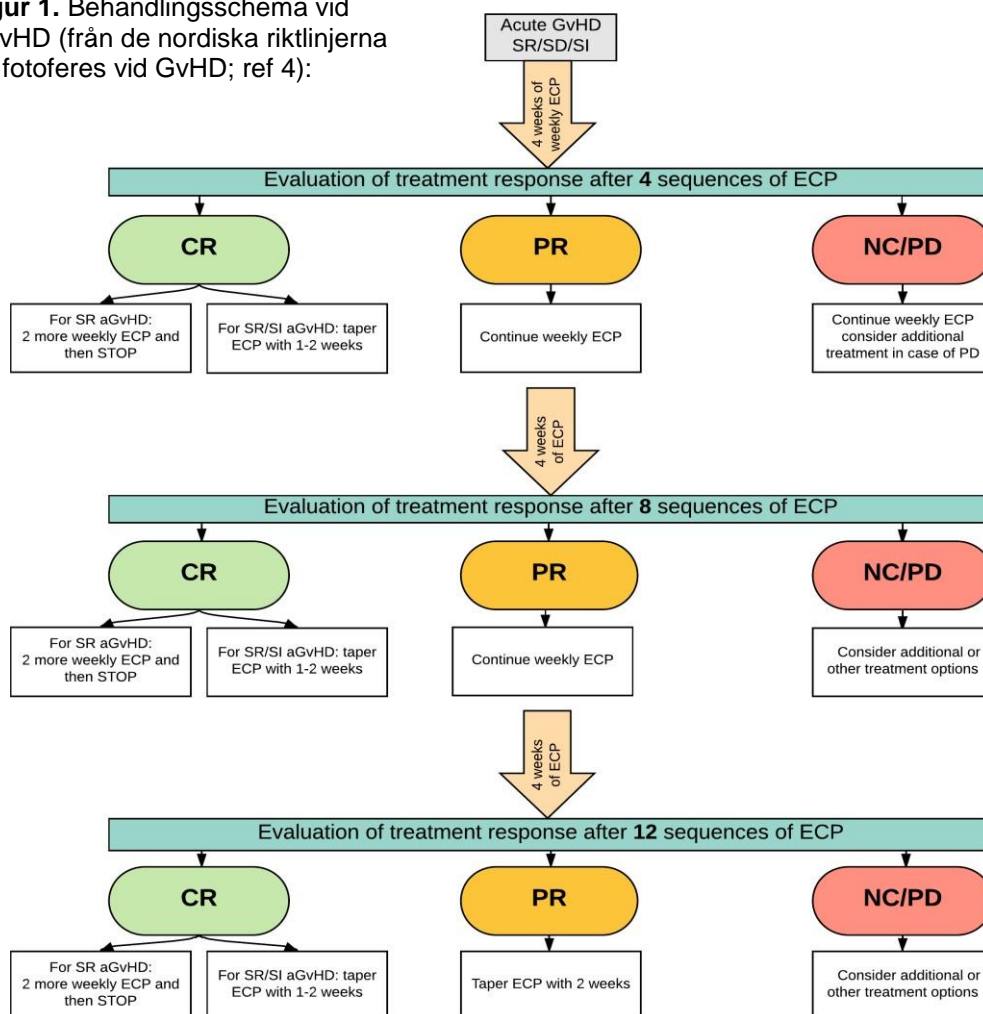 gur 1. Behandlingsschema vid
vHD (från de nordiska riktlinjerna
fotoferes vid GvHD; ref 4):
Acute GvHD
SR/SD/SI
4 weeks of
weekly ECP
Evaluation of treatment response after 4 sequences of ECP
CR
PR
NC/PD
For SR aGvHD:
2 more weekly ECP and
then STOP
For SR/SI aGvHD: taper
ECP with 1-2 weeks
Continue weekly ECP
Continue weekly ECP
consider additional
treatment in case of PD
4 weeks
of ECP
Evaluation of treatment response after 8 sequences of ECP
CR
PR
NC/PD
For SR aGvHD:
2 more weekly ECP and
then STOP
For SR/SI aGvHD: taper
ECP with 1-2 weeks
Continue weekly ECP
Consider additional or
other treatment options
4 weeks
of ECP
Evaluation of treatment response after 12 sequences of ECP
CR
PR
NC/PD
For SR aGvHD:
2 more weekly ECP and
then STOP
For SR/SI aGvHD: taper
ECP with 1-2 weeks
Taper ECP with 2 weeks
Consider additional or
other treatment options